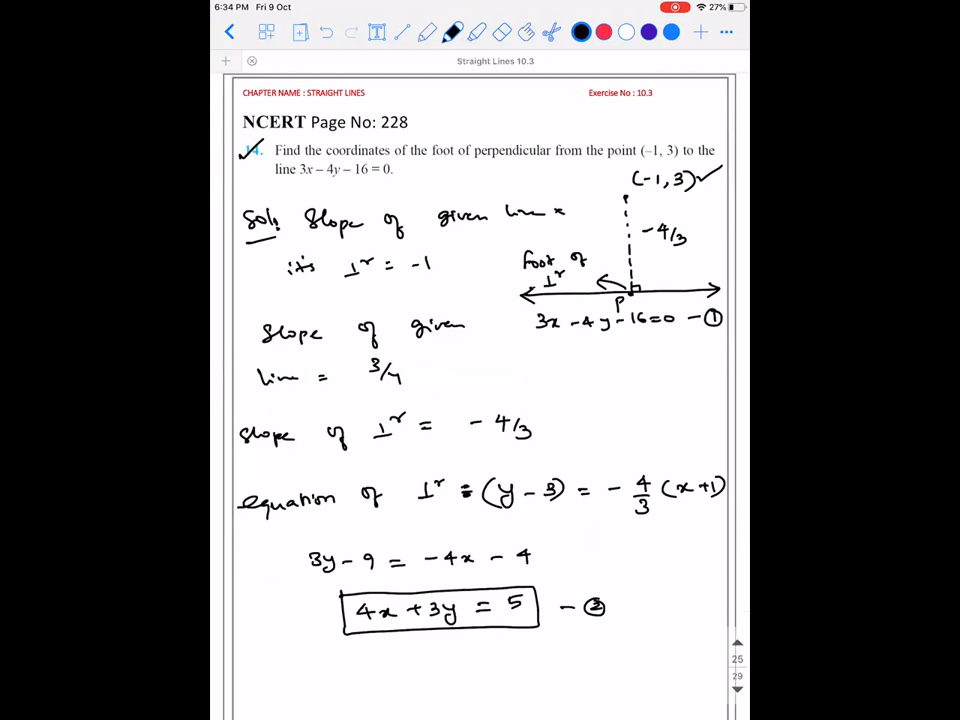 6:34 PM Fri 9 Oct 27%
Straight Lines 10.3
CHAPTER NAME : STRAIGHT LINES Exercise No : 10.3
NCERT Page No: 228
14. Find the coordinates of the foot of perpendicular from the point (–1, 3) to the
line 3x – 4y – 16 = 0.
(-1, 3)
Sol: Slope of given line ×
-4/3
its ⊥r = -1
foot of
⊥r
P
3x - 4y - 16 = 0 - ①
Slope of given
line = 3/4
Slope of ⊥r = - 4/3
equation of ⊥r = (y - 3) = - 4/3 (x+1)
3y - 9 = -4x - 4
4x + 3y = 5 - ②
25
29